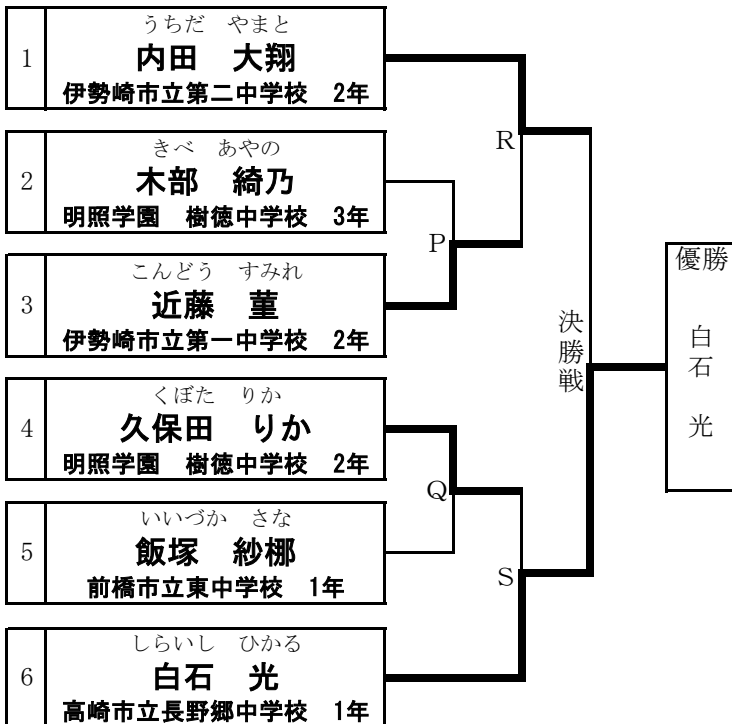 1
うちだ　やまと
内田　大翔
伊勢崎市立第二中学校　2年
2
きべ　あやの
木部　綺乃
明照学園　樹徳中学校　3年
3
こんどう　すみれ
近藤　菫
伊勢崎市立第一中学校　2年
4
くぼた　りか
久保田　りか
明照学園　樹徳中学校　2年
5
いいづか　さな
飯塚　紗梛
前橋市立東中学校　1年
6
しらいし　ひかる
白石　光
高崎市立長野郷中学校　1年
P
Q
R
S
決勝戦
優勝
白石　光